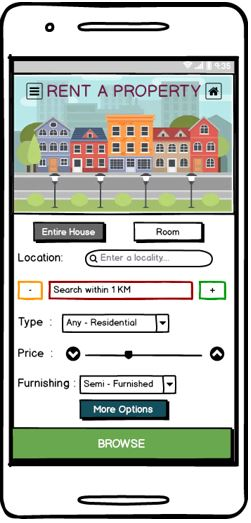 9:35
RENT A PROPERTY
Entire House Room
Location: Enter a locality...
- Search within 1 KM +
Type : Any - Residential
Price :
Furnishing : Semi - Furnished
More Options
BROWSE